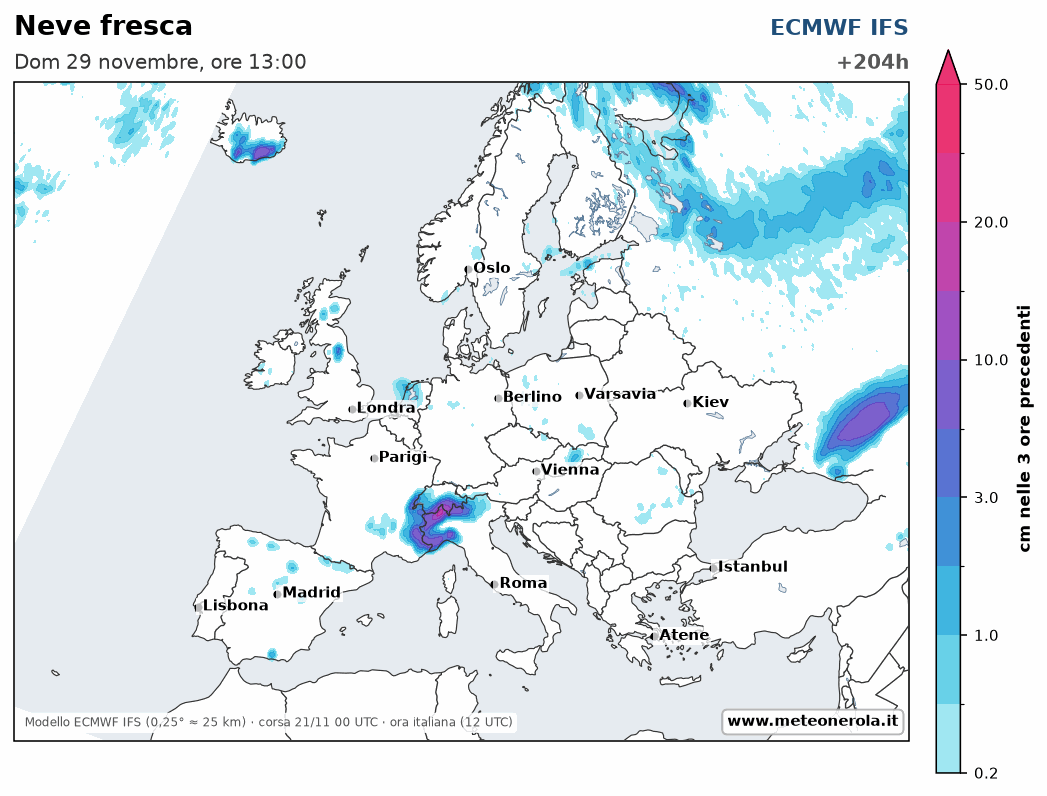 Neve fresca
ECMWF IFS
Dom 29 novembre, ore 13:00
+204h
50.0
20.0
10.0
3.0
1.0
0.2
cm nelle 3 ore precedenti
Oslo
Londra
Berlino
Varsavia
Kiev
Parigi
Vienna
Istanbul
Roma
Madrid
Lisbona
Atene
Modello ECMWF IFS (0,25° ≈ 25 km) · corsa 21/11 00 UTC · ora italiana (12 UTC)
www.meteonerola.it